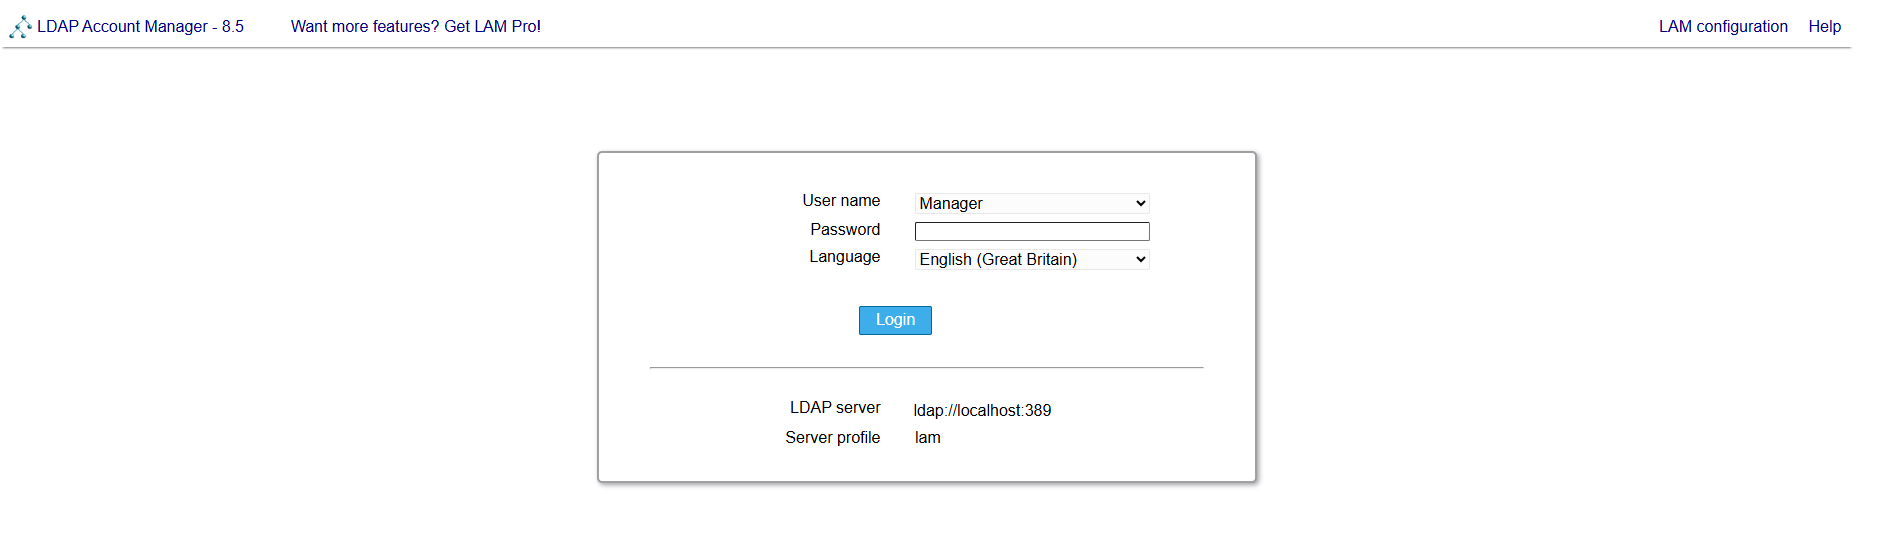 LDAP Account Manager - 8.5 Want more features? Get LAM Pro! LAM configuration Help
User name Manager
Password
Language English (Great Britain)
Login
LDAP server ldap://localhost:389
Server profile lam